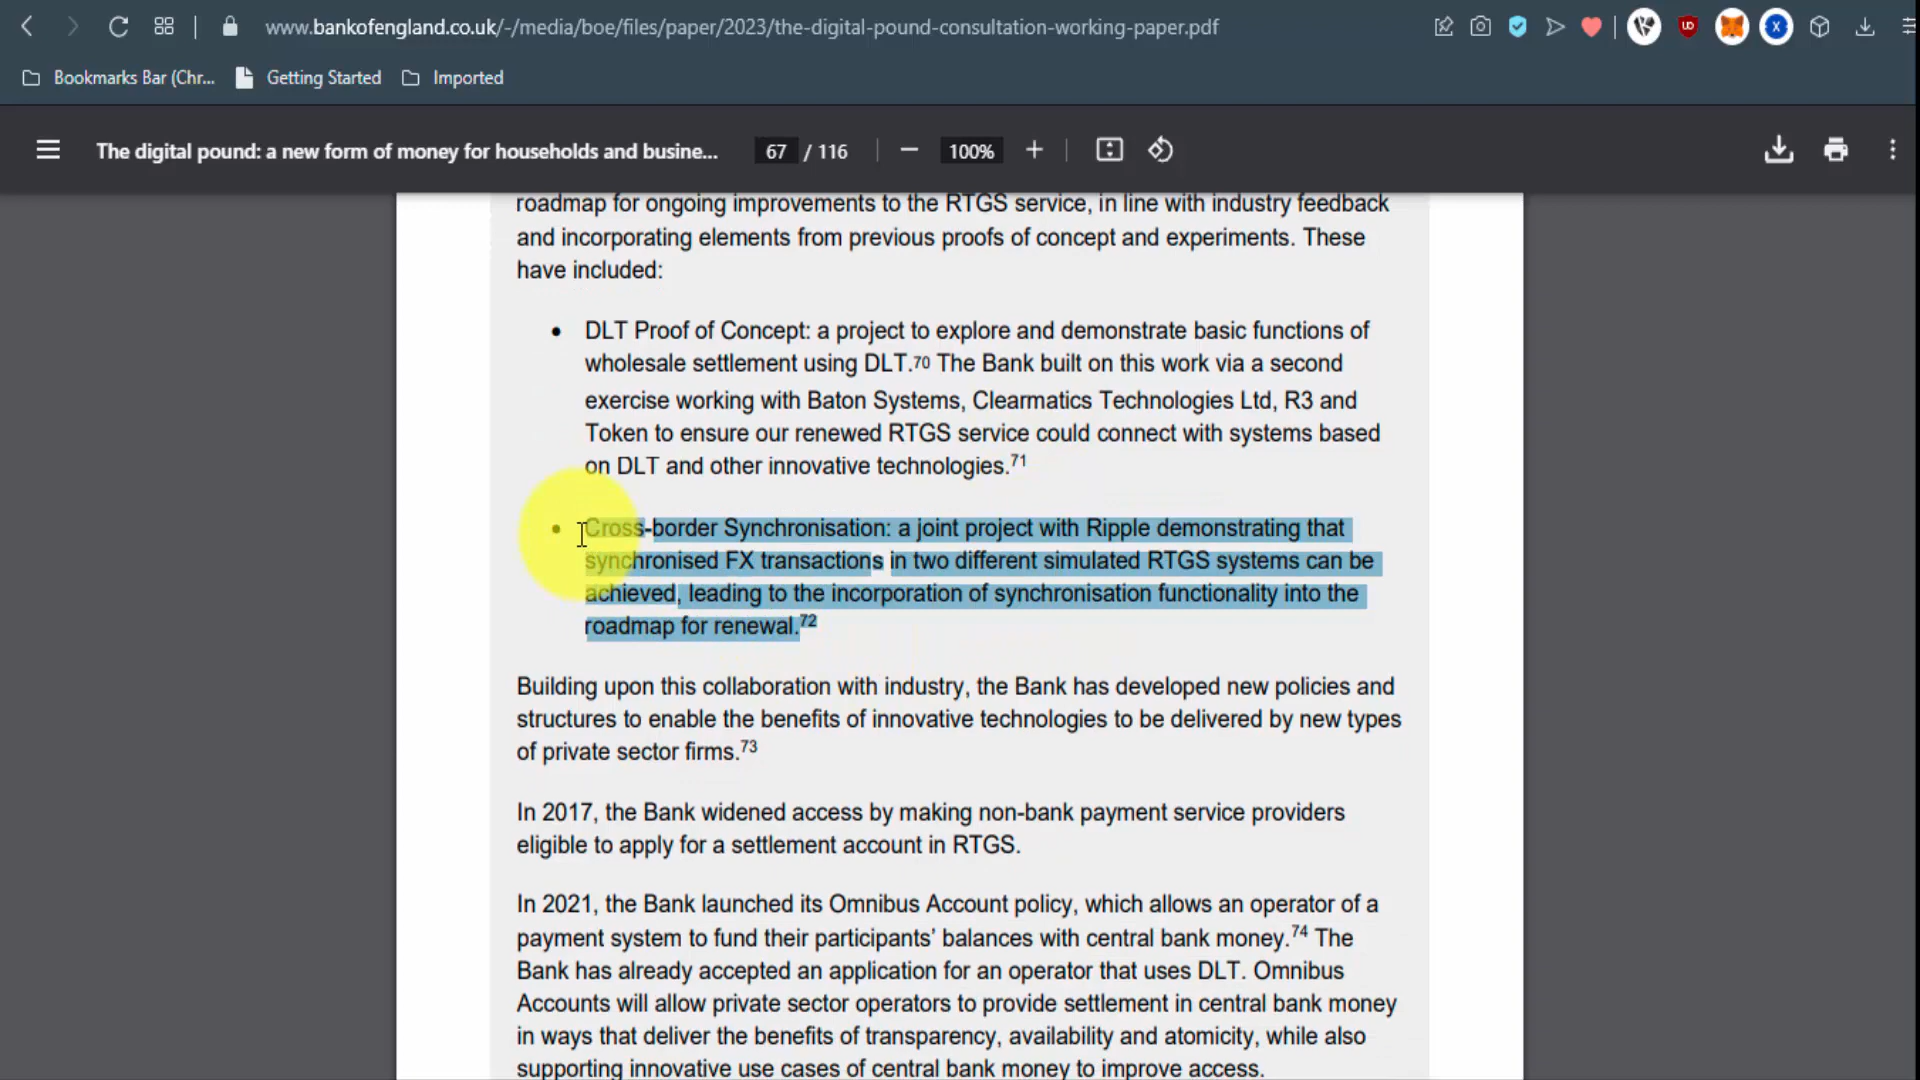 www.bankofengland.co.uk/-/media/boe/files/paper/2023/the-digital-pound-consultation-working-paper.pdf
Bookmarks Bar (Chr...
Getting Started
Imported
The digital pound: a new form of money for households and busine...
67 / 116
100%
roadmap for ongoing improvements to the RTGS service, in line with industry feedback
and incorporating elements from previous proofs of concept and experiments. These
have included:
• DLT Proof of Concept: a project to explore and demonstrate basic functions of
wholesale settlement using DLT.70 The Bank built on this work via a second
exercise working with Baton Systems, Clearmatics Technologies Ltd, R3 and
Token to ensure our renewed RTGS service could connect with systems based
on DLT and other innovative technologies.71
• Cross-border Synchronisation: a joint project with Ripple demonstrating that
synchronised FX transactions in two different simulated RTGS systems can be
achieved, leading to the incorporation of synchronisation functionality into the
roadmap for renewal.72
Building upon this collaboration with industry, the Bank has developed new policies and
structures to enable the benefits of innovative technologies to be delivered by new types
of private sector firms.73
In 2017, the Bank widened access by making non-bank payment service providers
eligible to apply for a settlement account in RTGS.
In 2021, the Bank launched its Omnibus Account policy, which allows an operator of a
payment system to fund their participants’ balances with central bank money.74 The
Bank has already accepted an application for an operator that uses DLT. Omnibus
Accounts will allow private sector operators to provide settlement in central bank money
in ways that deliver the benefits of transparency, availability and atomicity, while also
supporting innovative use cases of central bank money to improve access.